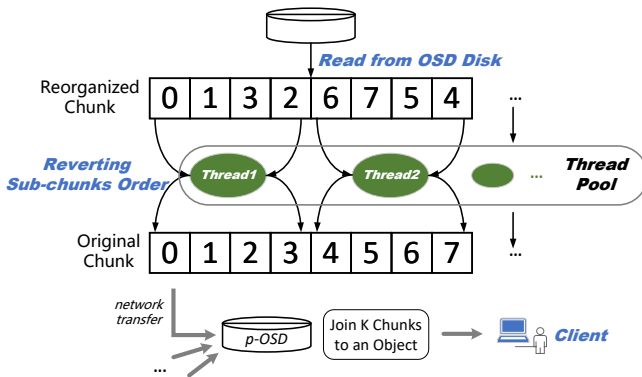 Read from OSD Disk
Reorganized
Chunk
0 1 3 2 6 7 5 4
...
Reverting
Sub-chunks Order
Thread1
Thread2
...
Thread
Pool
Original
Chunk
0 1 2 3 4 5 6 7
...
network
transfer
...
p-OSD
Join K Chunks
to an Object
Client